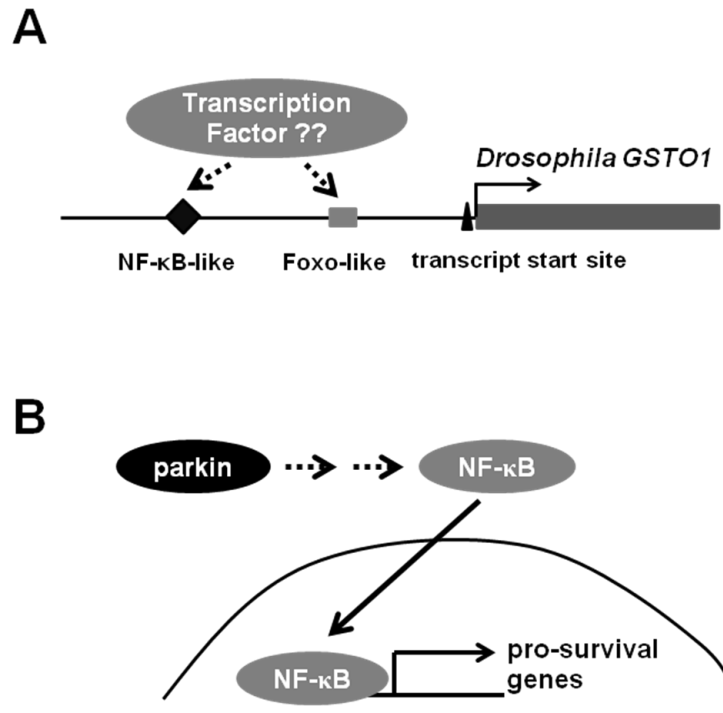 A
Transcription
Factor ??
Drosophila GSTO1
NF-κB-like
Foxo-like
transcript start site
B
parkin
NF-κB
NF-κB
pro-survival
genes